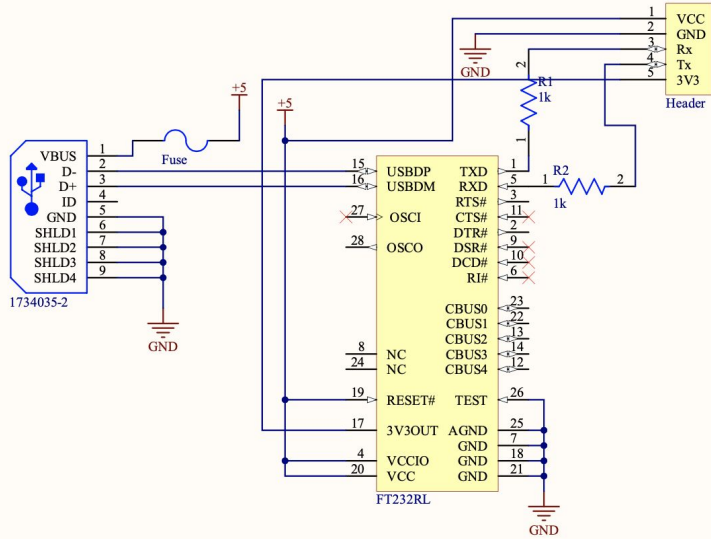 1 VCC
2 GND
3 Rx
4 Tx
5 3V3
Header
GND
2
R1
1k
1
+5
+5
Fuse
VBUS 1
D- 2
D+ 3
ID 4
GND 5
SHLD1 6
SHLD2 7
SHLD3 8
SHLD4 9
1734035-2
GND
15 USBDP TXD 1
16 USBDM RXD 5
1 R2 2
1k
RTS# 3
27 OSCI CTS# 11
DTR# 2
28 OSCO DSR# 9
DCD# 10
RI# 6
CBUS0 23
CBUS1 22
CBUS2 13
8 NC CBUS3 14
24 NC CBUS4 12
19 RESET# TEST 26
17 3V3OUT AGND 25
GND 7
4 VCCIO GND 18
20 VCC GND 21
FT232RL
GND